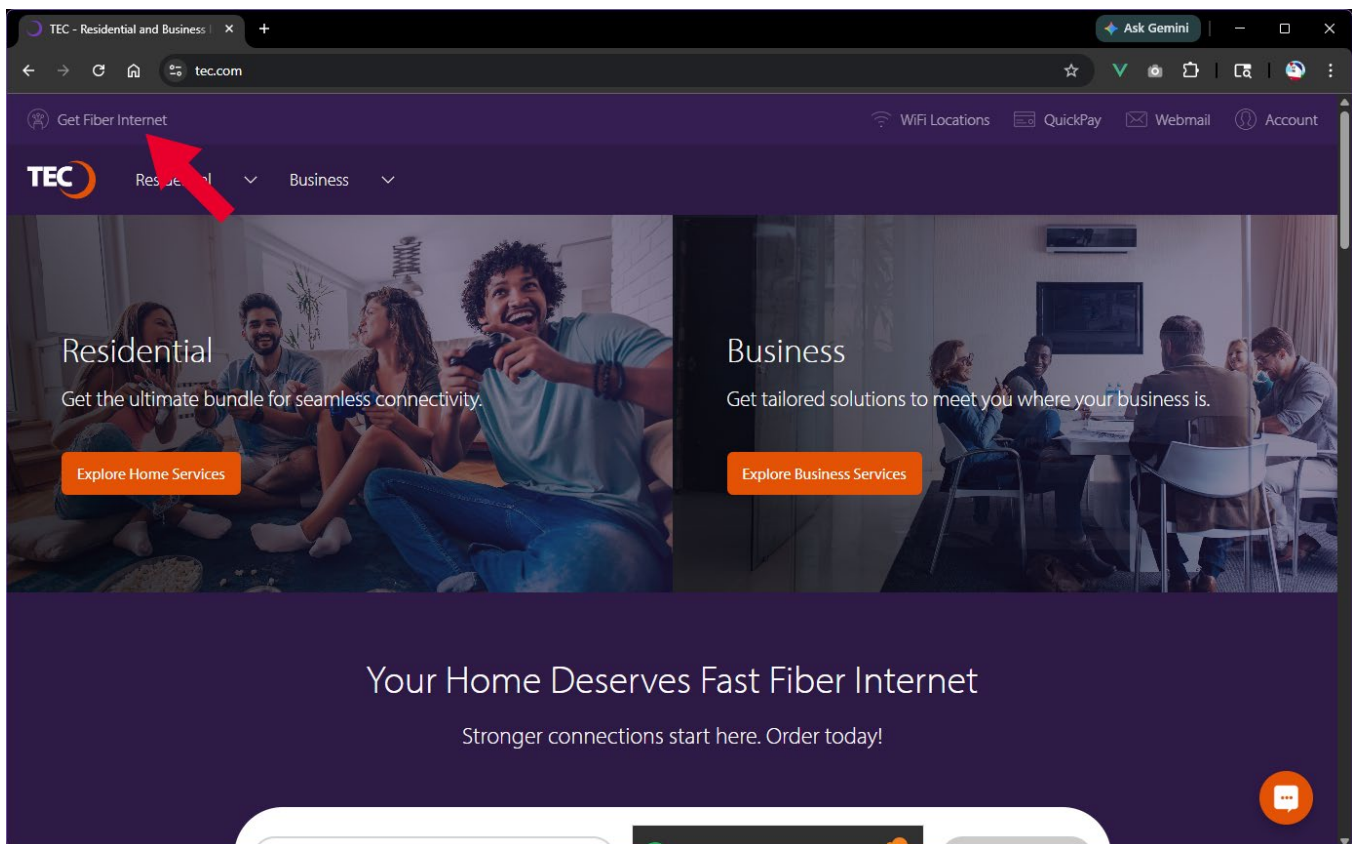 TEC - Residential and Business
Ask Gemini
tec.com
Get Fiber Internet
WiFi Locations
QuickPay
Webmail
Account
TEC
Residential
Business
Residential
Get the ultimate bundle for seamless connectivity.
Explore Home Services
Business
Get tailored solutions to meet you where your business is.
Explore Business Services
Your Home Deserves Fast Fiber Internet
Stronger connections start here. Order today!